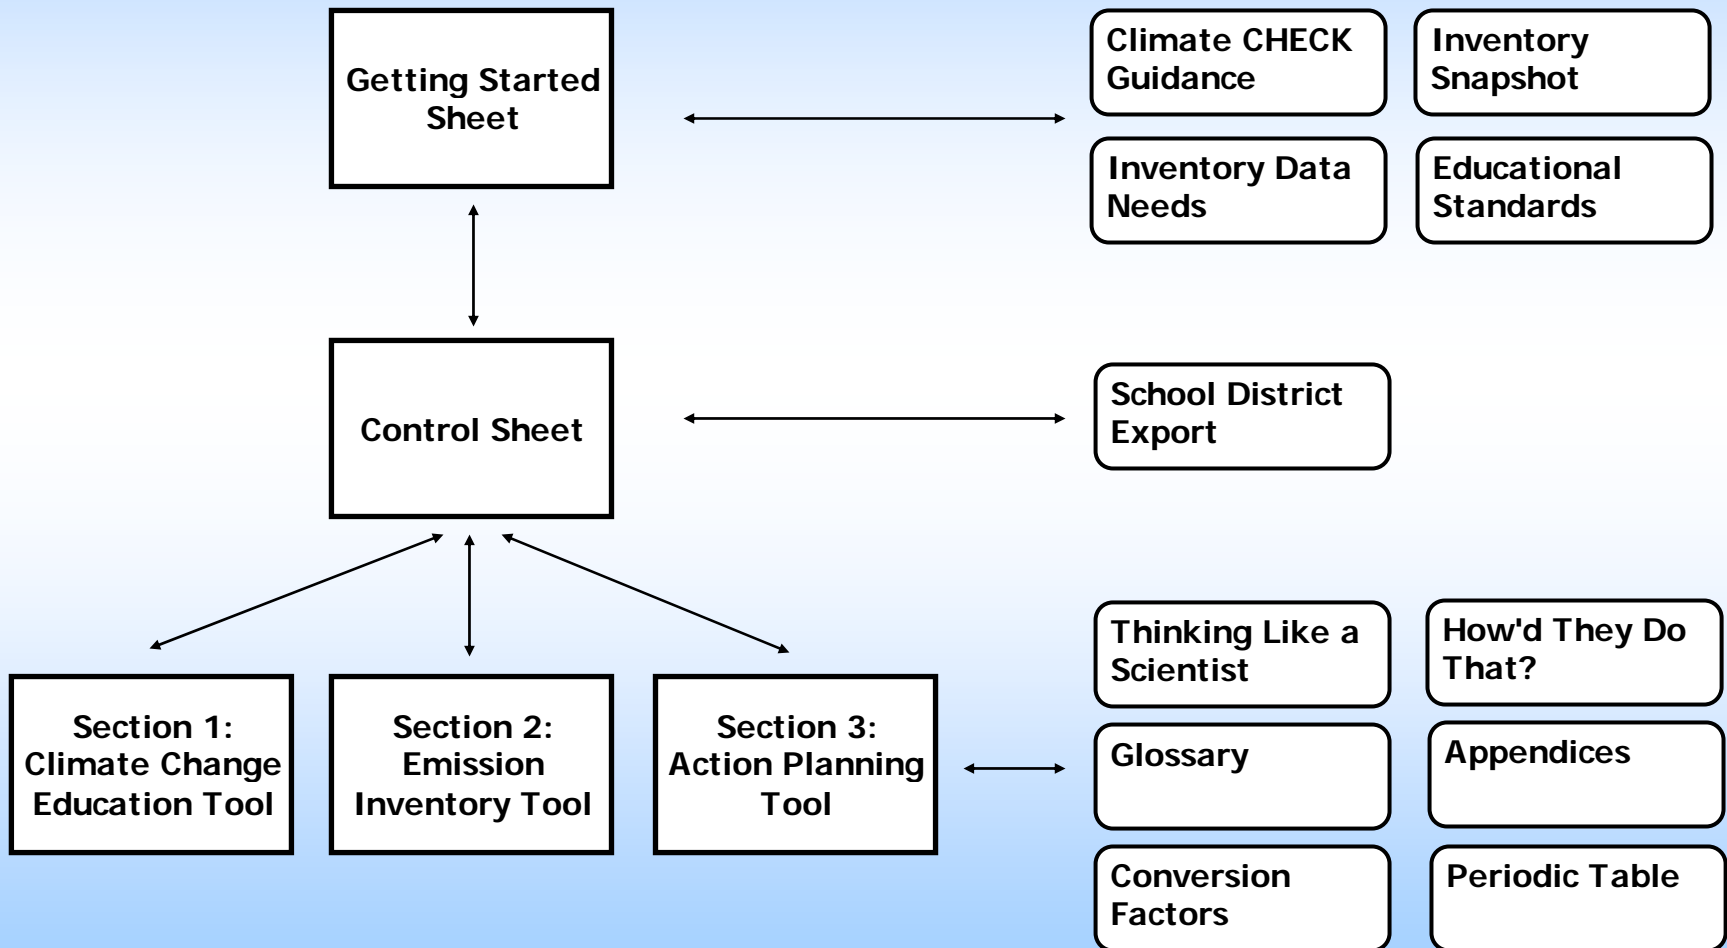 Getting Started
Sheet
Climate CHECK
Guidance
Inventory
Snapshot
Inventory Data
Needs
Educational
Standards
Control Sheet
School District
Export
Section 1:
Climate Change
Education Tool
Section 2:
Emission
Inventory Tool
Section 3:
Action Planning
Tool
Thinking Like a
Scientist
How'd They Do
That?
Glossary
Appendices
Conversion
Factors
Periodic Table